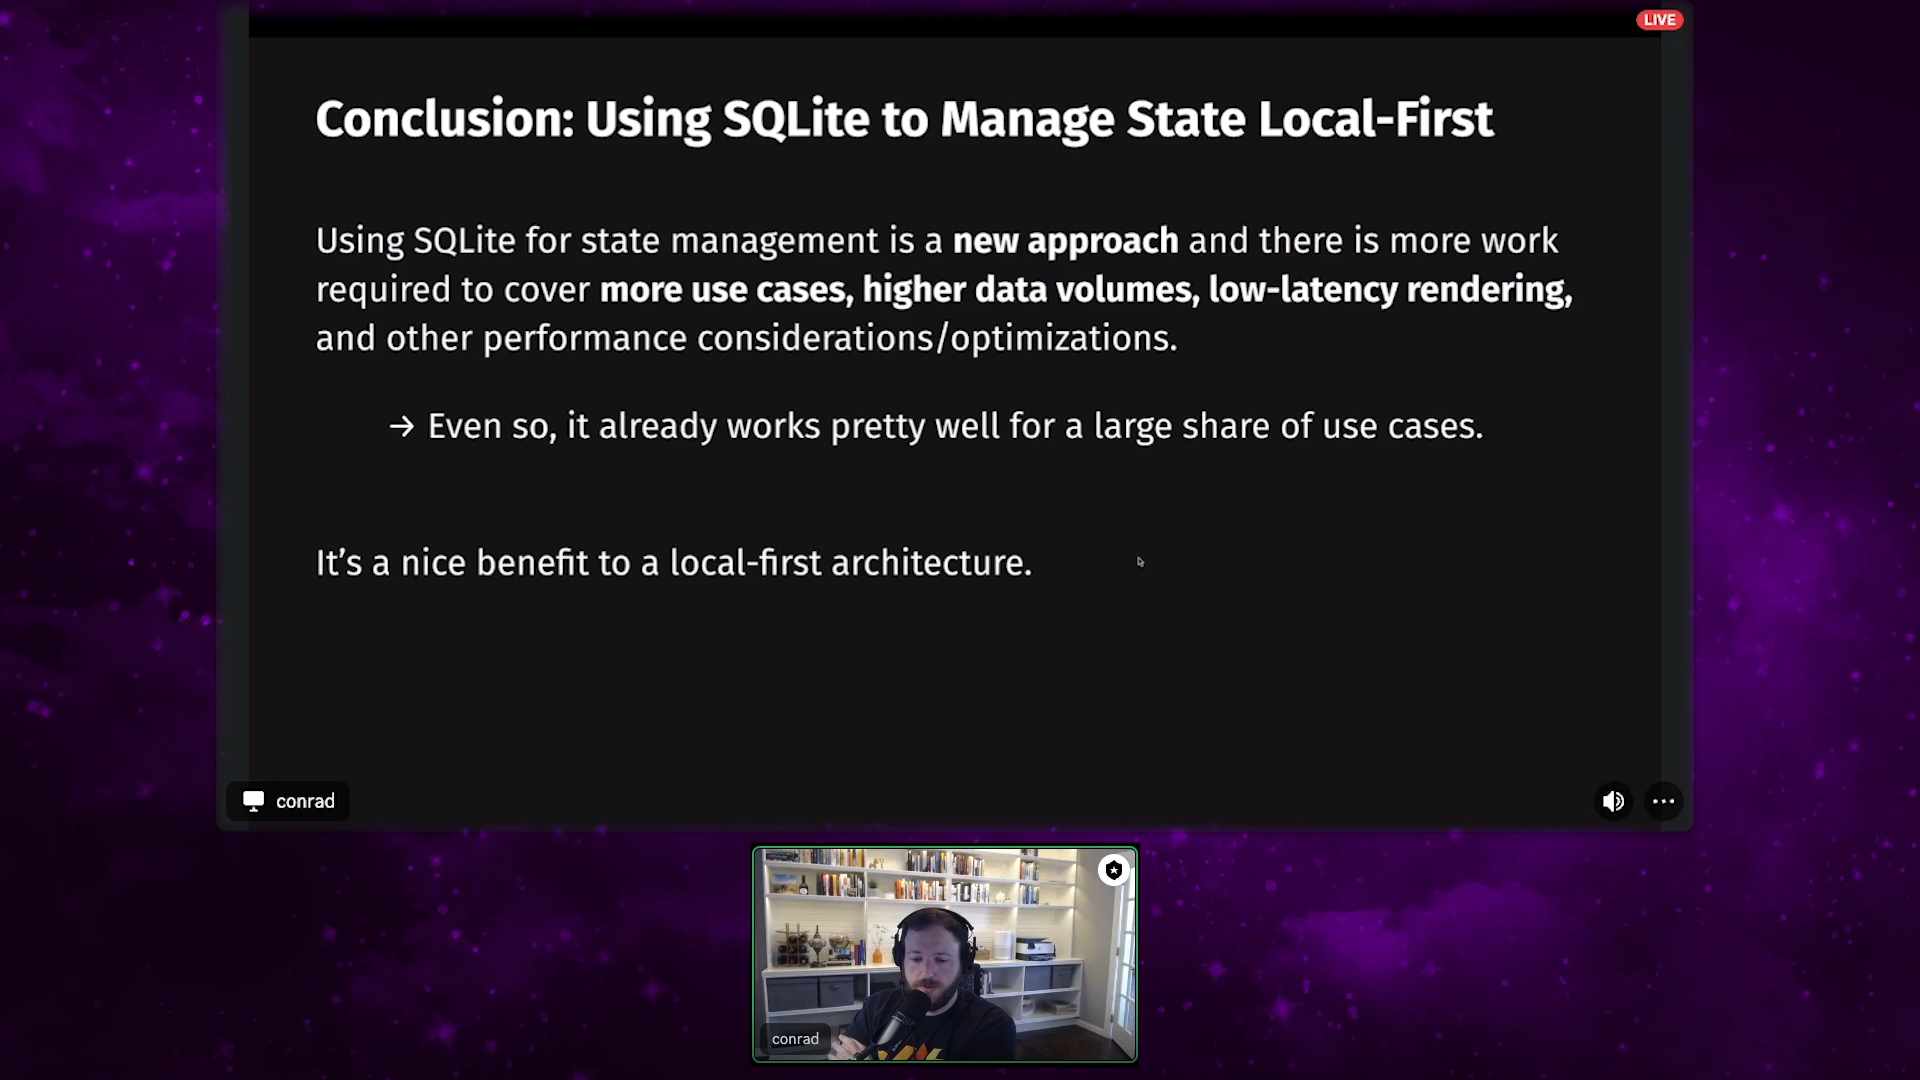 LIVE
Conclusion: Using SQLite to Manage State Local-First
Using SQLite for state management is a new approach and there is more work
required to cover more use cases, higher data volumes, low-latency rendering,
and other performance considerations/optimizations.
→ Even so, it already works pretty well for a large share of use cases.
It’s a nice benefit to a local-first architecture.
conrad
conrad